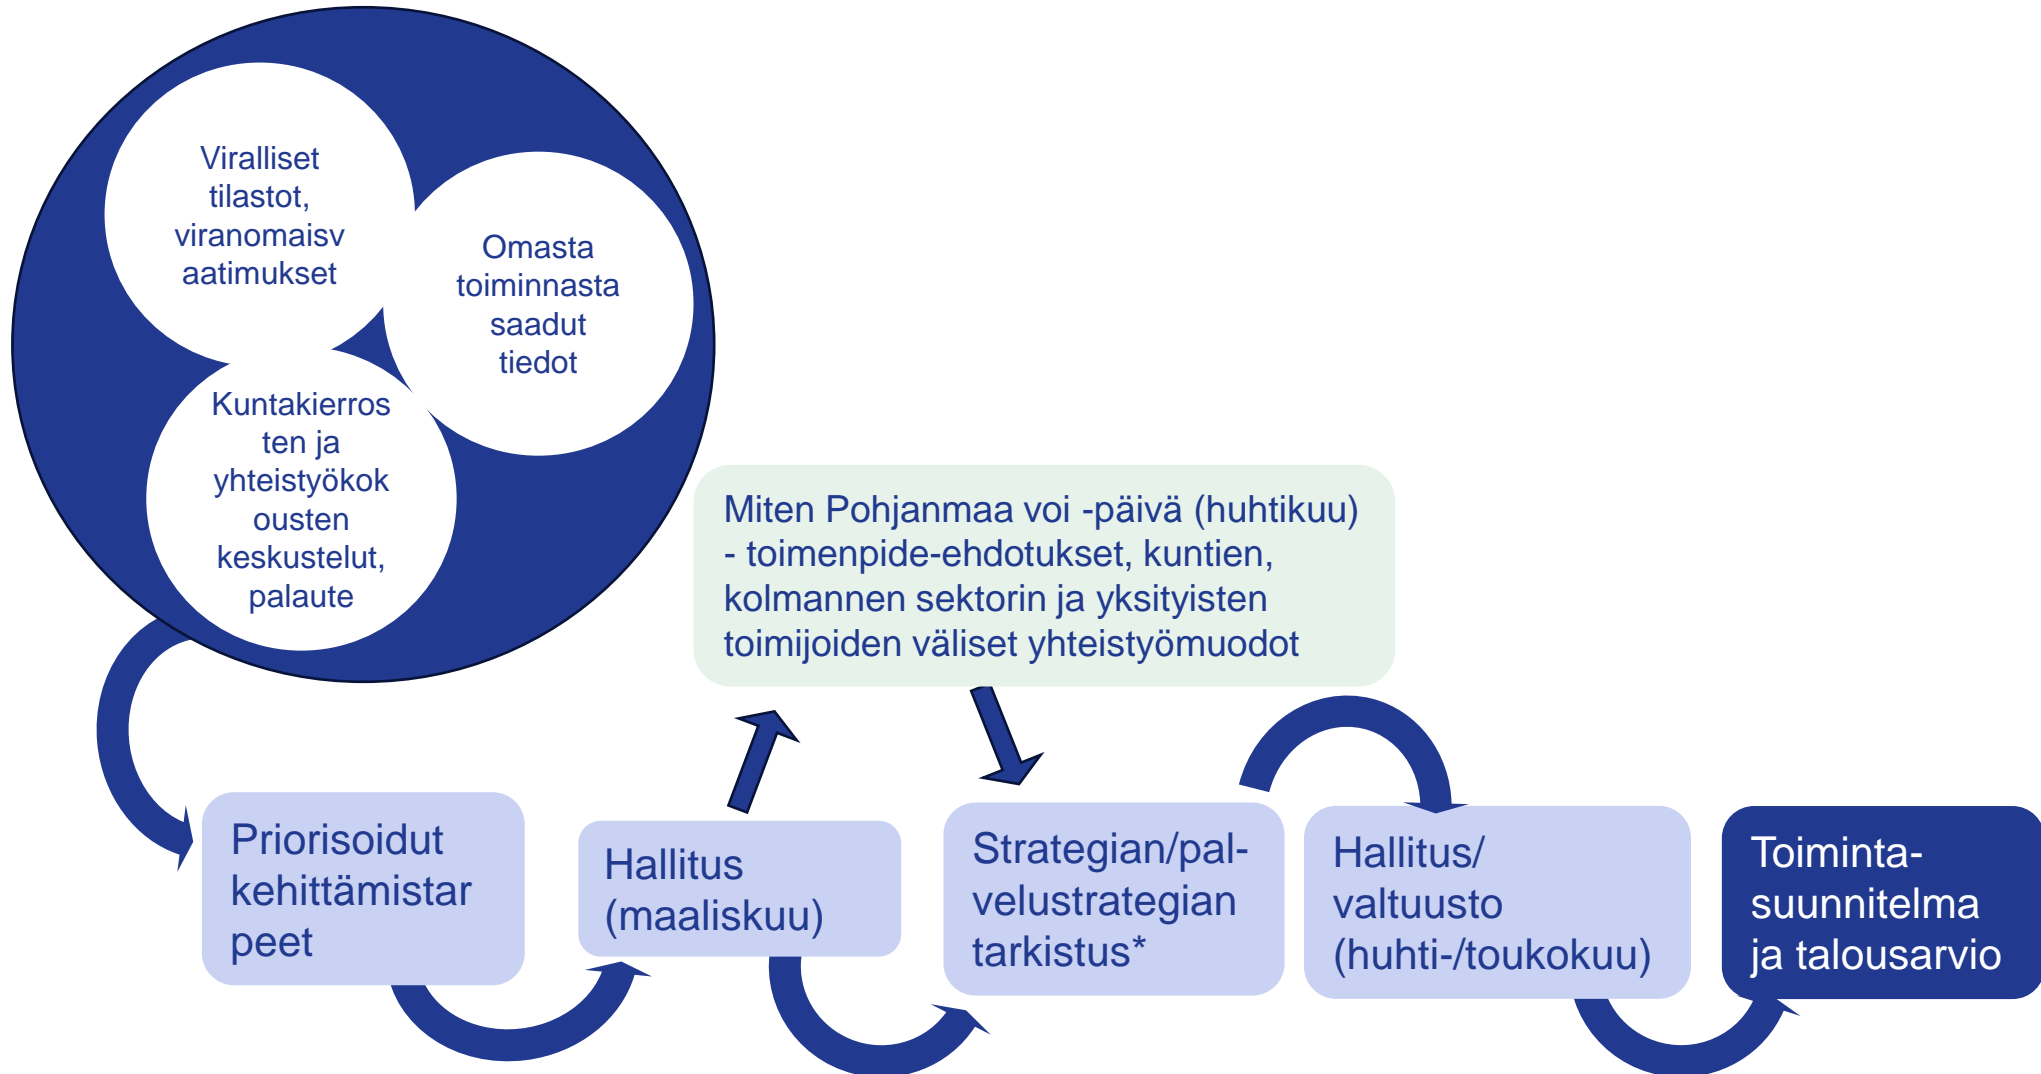 Viralliset
tilastot,
viranomaisv
aatimukset
Omasta
toiminnasta
saadut
tiedot
Kuntakierros
ten ja
yhteistyökok
ousten
keskustelut,
palaute
Miten Pohjanmaa voi -päivä (huhtikuu)
- toimenpide-ehdotukset, kuntien,
kolmannen sektorin ja yksityisten
toimijoiden väliset yhteistyömuodot
Priorisoidut
kehittämistar
peet
Hallitus
(maaliskuu)
Strategian/pal-
velustrategian
tarkistus*
Hallitus/
valtuusto
(huhti-/toukokuu)
Toiminta-
suunnitelma
ja talousarvio